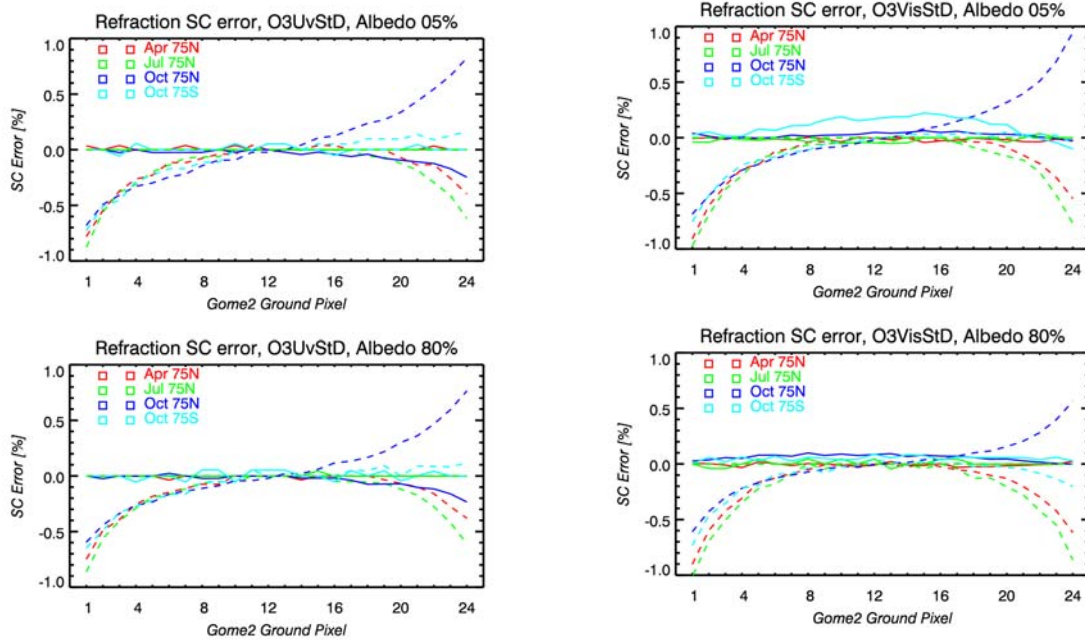 Refraction SC error, O3UvStD, Albedo 05%
1.0
0.5
0.0
-0.5
-1.0
SC Error [%]
Apr 75N
Jul 75N
Oct 75N
Oct 75S
1 4 8 12 16 20 24
Gome2 Ground Pixel
Refraction SC error, O3VisStD, Albedo 05%
1.0
0.5
0.0
-0.5
-1.0
SC Error [%]
Apr 75N
Jul 75N
Oct 75N
Oct 75S
1 4 8 12 16 20 24
Gome2 Ground Pixel
Refraction SC error, O3UvStD, Albedo 80%
1.0
0.5
0.0
-0.5
-1.0
SC Error [%]
Apr 75N
Jul 75N
Oct 75N
Oct 75S
1 4 8 12 16 20 24
Gome2 Ground Pixel
Refraction SC error, O3VisStD, Albedo 80%
1.0
0.5
0.0
-0.5
-1.0
SC Error [%]
Apr 75N
Jul 75N
Oct 75N
Oct 75S
1 4 8 12 16 20 24
Gome2 Ground Pixel